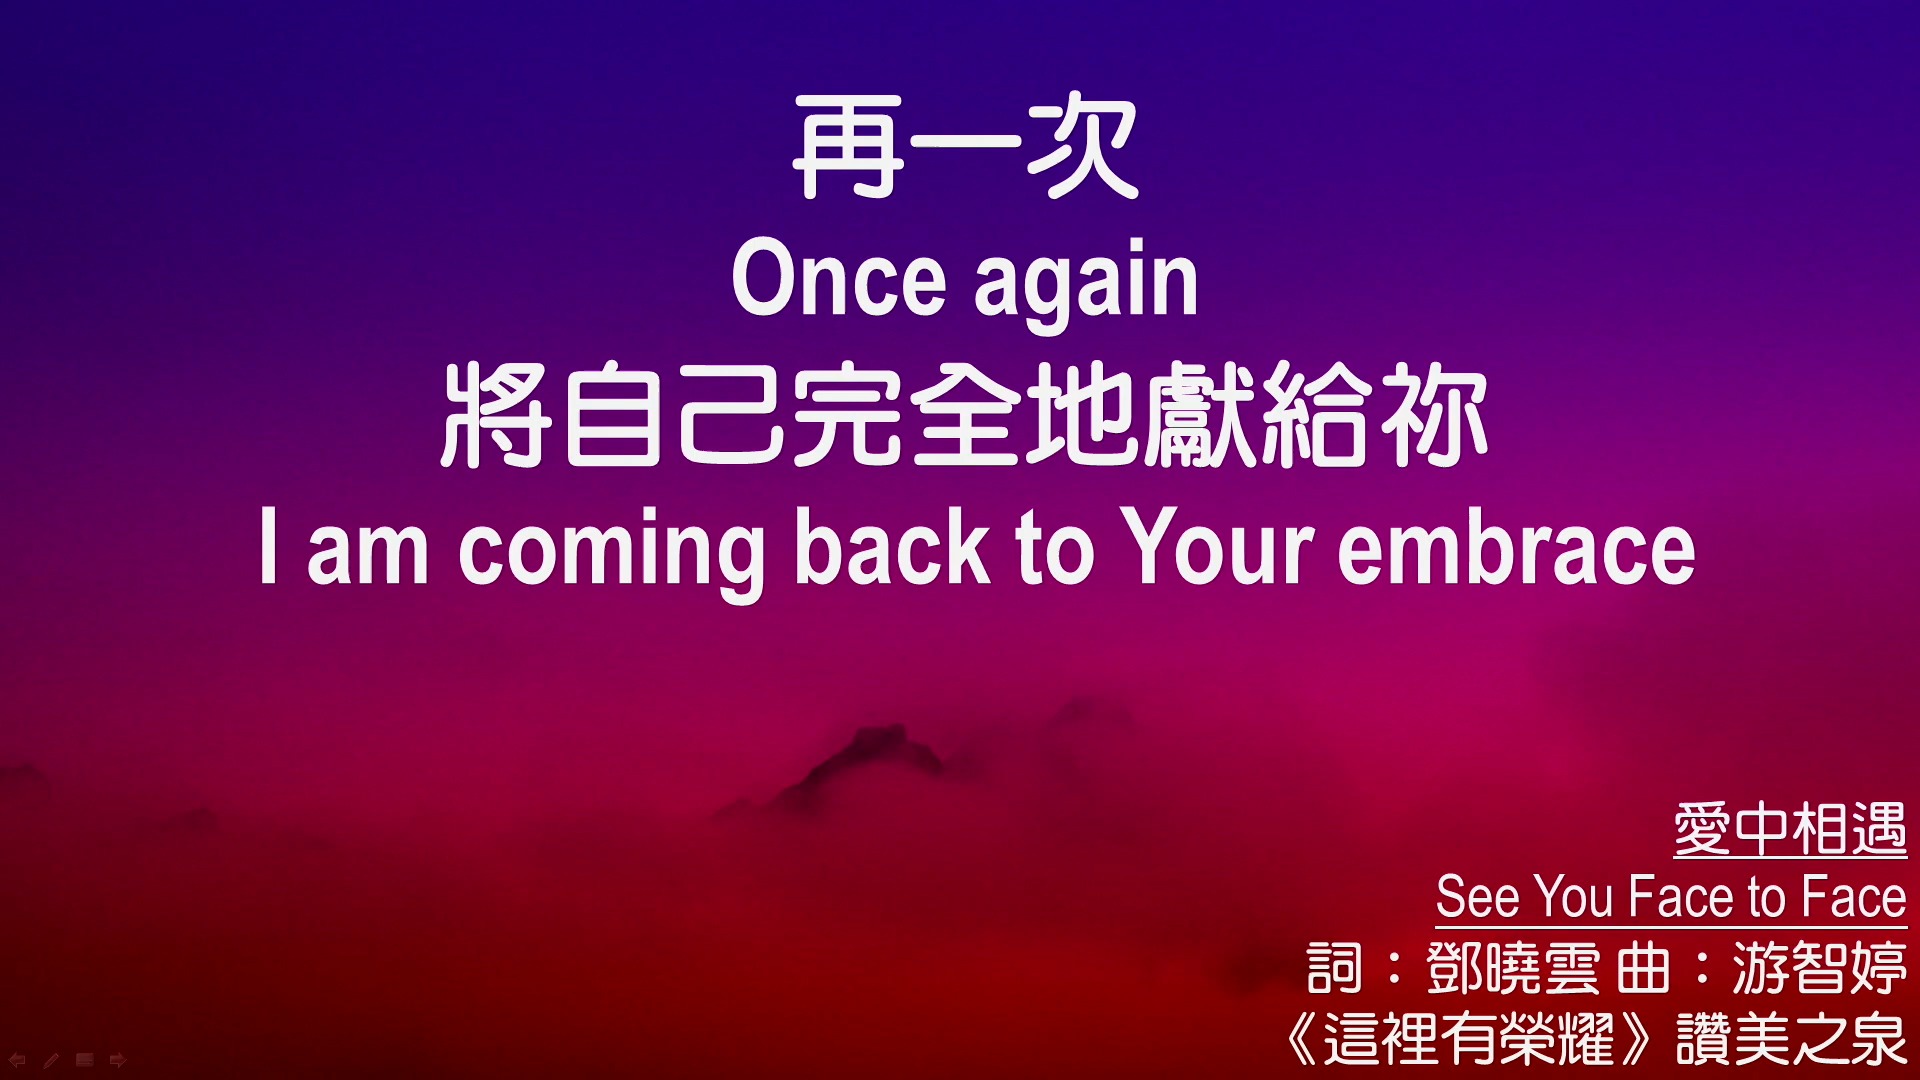 再一次
Once again
將自己完全地獻給祢
I am coming back to Your embrace
愛中相遇
See You Face to Face
詞：鄧曉雲 曲：游智婷
《這裡有榮耀》讚美之泉